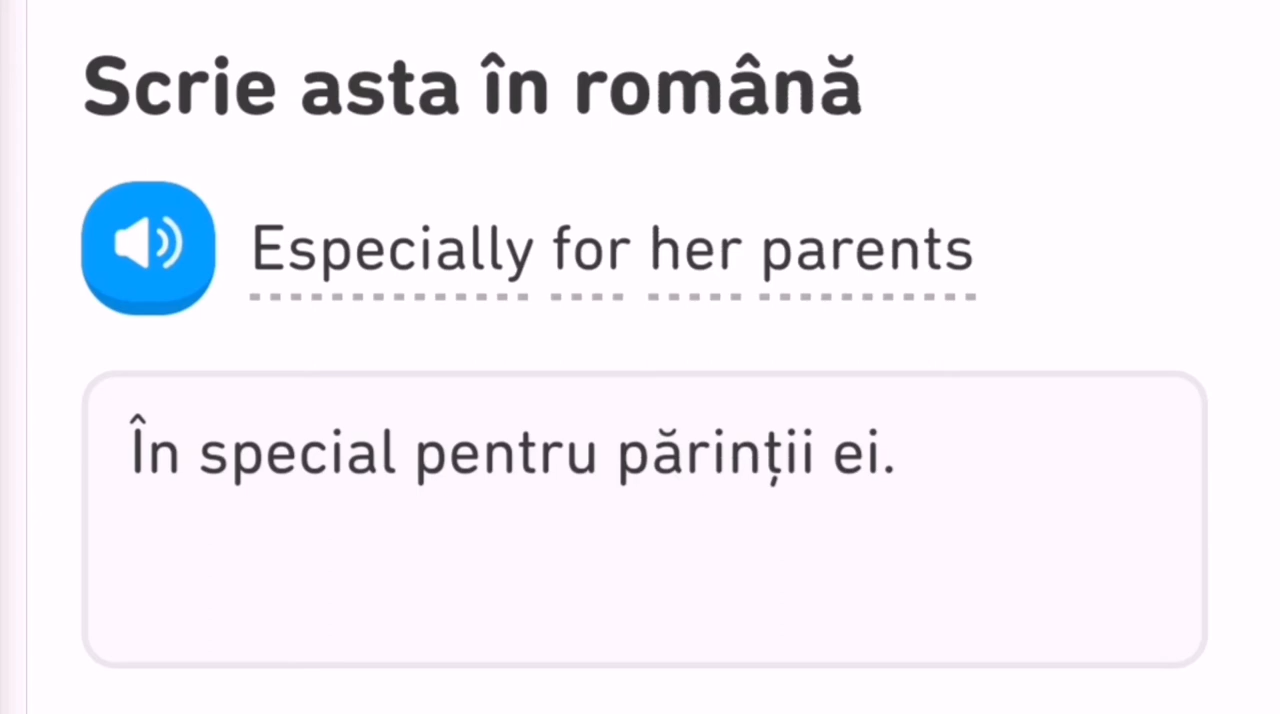 Scrie asta în română
Especially for her parents
În special pentru părinții ei.